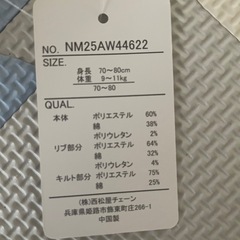 NO. NM25AW44622
SIZE.
身長 70～80cm
体重 9～11kg
70～80
QUAL.
本体 ポリエステル 60%
綿 38%
ポリウレタン 2%
リブ部分 ポリエステル 64%
綿 32%
ポリウレタン 4%
キルト部分 ポリエステル 75%
綿 25%
(株)西松屋チェーン
兵庫県姫路市飾東町庄266-1
中国製